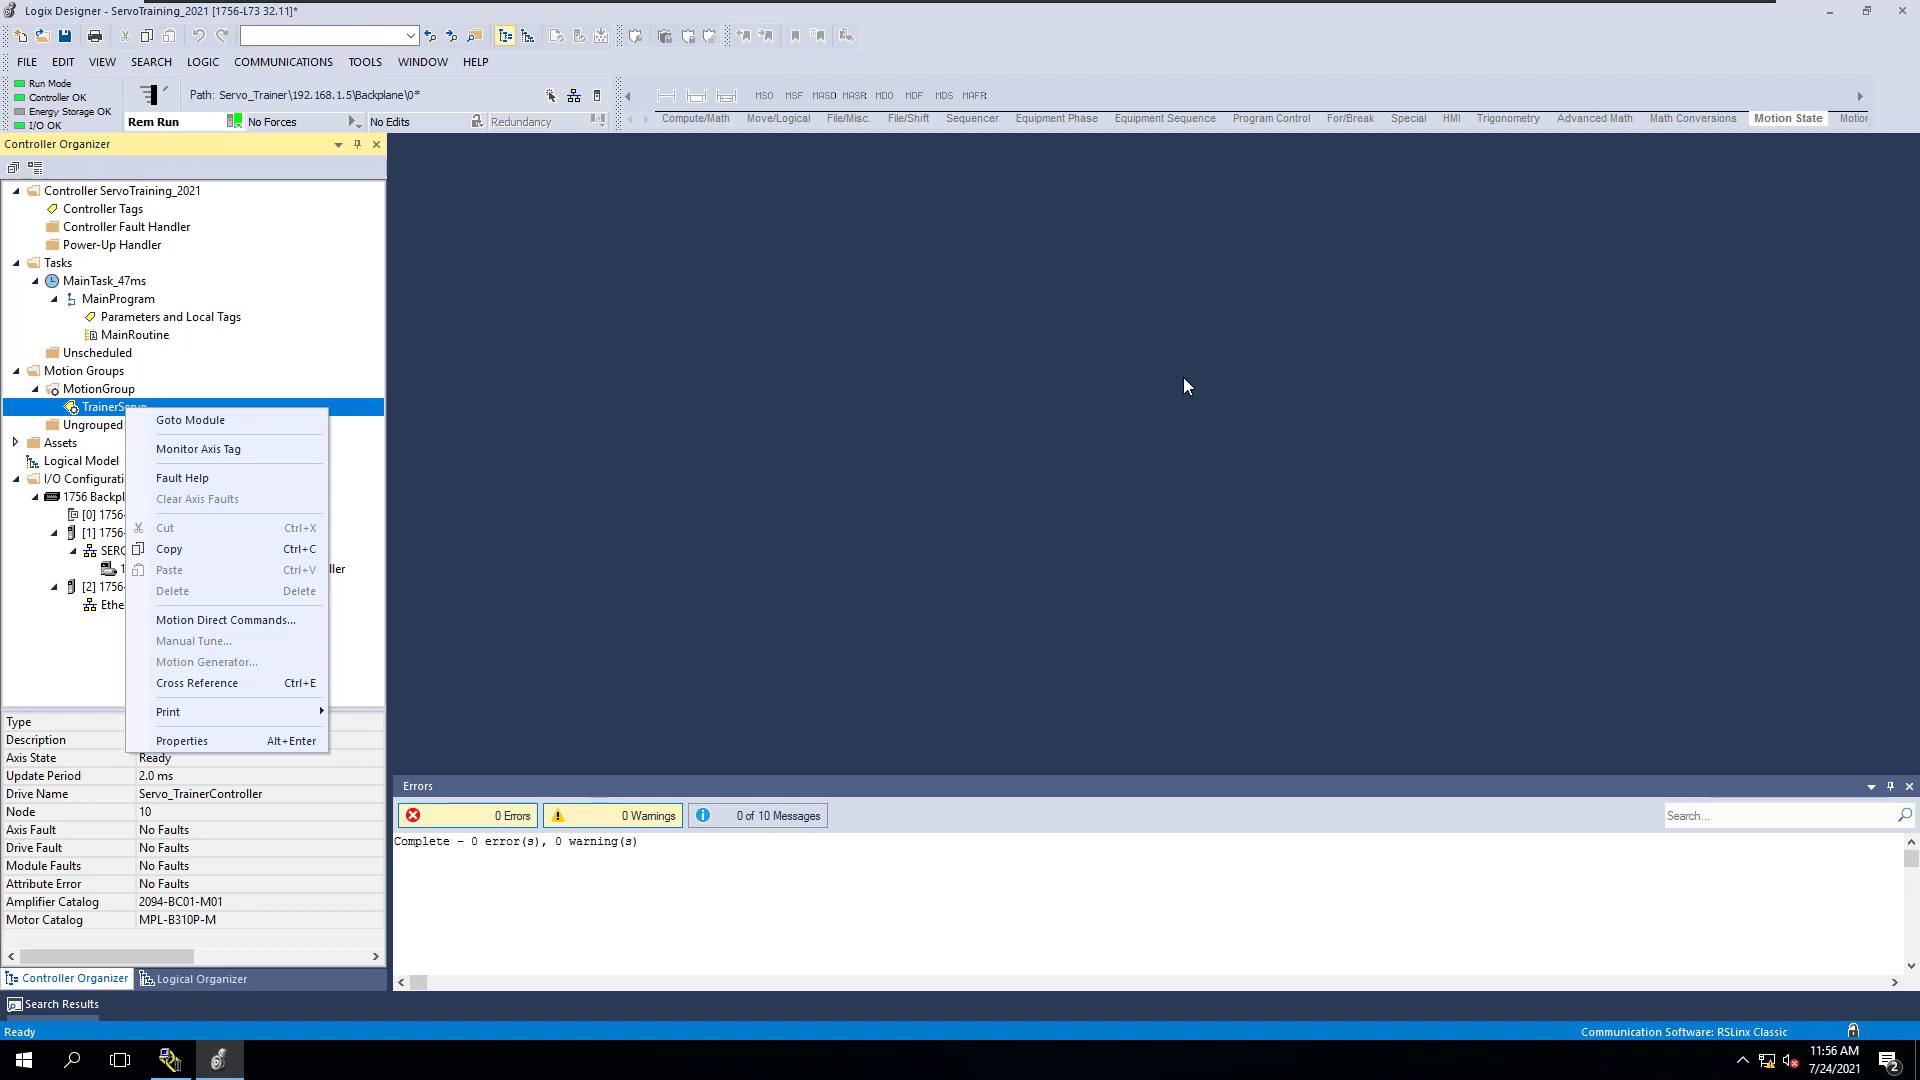 Logix Designer - ServoTraining_2021 [1756-L73 32.11]*
FILE EDIT VIEW SEARCH LOGIC COMMUNICATIONS TOOLS WINDOW HELP
Run Mode
Controller OK
Energy Storage OK
I/O OK
Path: Servo_Trainer\192.168.1.5\Backplane\0*
Rem Run No Forces No Edits Redundancy
MSO MSF MASD MASR MDO MDF MDS MAFR
Compute/Math Move/Logical File/Misc. File/Shift Sequencer Equipment Phase Equipment Sequence Program Control For/Break Special HMI Trigonometry Advanced Math Math Conversions Motion State Motion
Controller Organizer
Controller ServoTraining_2021
Controller Tags
Controller Fault Handler
Power-Up Handler
Tasks
MainTask_47ms
MainProgram
Parameters and Local Tags
MainRoutine
Unscheduled
Motion Groups
MotionGroup
TrainerServo
Ungrouped
Assets
Logical Model
I/O Configurati
1756 Backpl
[0] 1756-
[1] 1756-
SERC
1 ller
[2] 1756-
Ethe
Goto Module
Monitor Axis Tag
Fault Help
Clear Axis Faults
Cut Ctrl+X
Copy Ctrl+C
Paste Ctrl+V
Delete Delete
Motion Direct Commands...
Manual Tune...
Motion Generator...
Cross Reference Ctrl+E
Print
Properties Alt+Enter
Type
Description
Axis State Ready
Update Period 2.0 ms
Drive Name Servo_TrainerController
Node 10
Axis Fault No Faults
Drive Fault No Faults
Module Faults No Faults
Attribute Error No Faults
Amplifier Catalog 2094-BC01-M01
Motor Catalog MPL-B310P-M
Controller Organizer Logical Organizer
Errors
0 Errors 0 Warnings 0 of 10 Messages Search...
Complete - 0 error(s), 0 warning(s)
Search Results
Ready Communication Software: RSLinx Classic
11:56 AM
7/24/2021
2